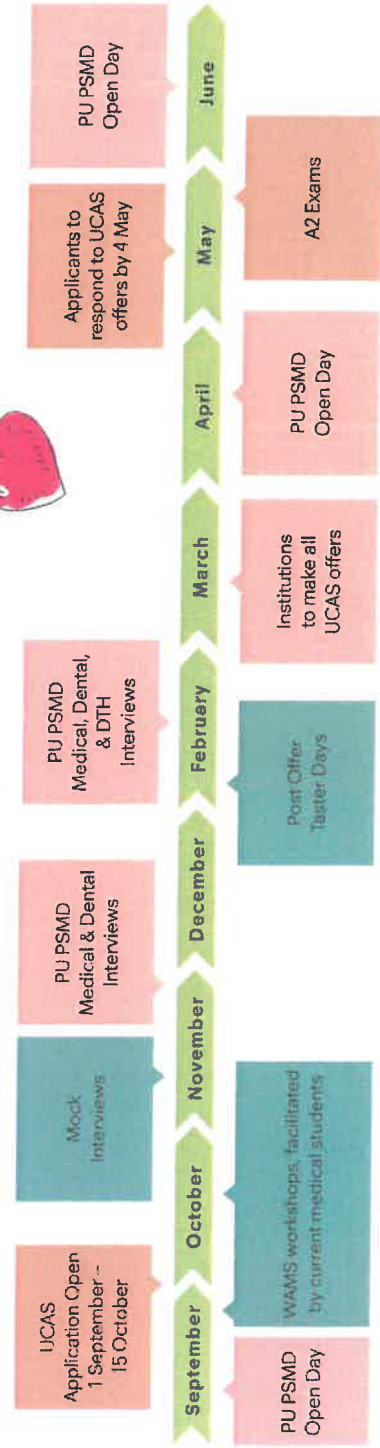 UCAS
Application Open
1 September –
15 October
Mock
Interviews
PU PSMD
Medical & Dental
Interviews
PU PSMD
Medical, Dental,
& DTH
Interviews
Applicants to
respond to UCAS
offers by 4 May
PU PSMD
Open Day
September
October
November
December
February
March
April
May
June
PU PSMD
Open Day
WAMS workshops, facilitated
by current medical students
Post Offer
Taster Days
Institutions
to make all
UCAS offers
PU PSMD
Open Day
A2 Exams